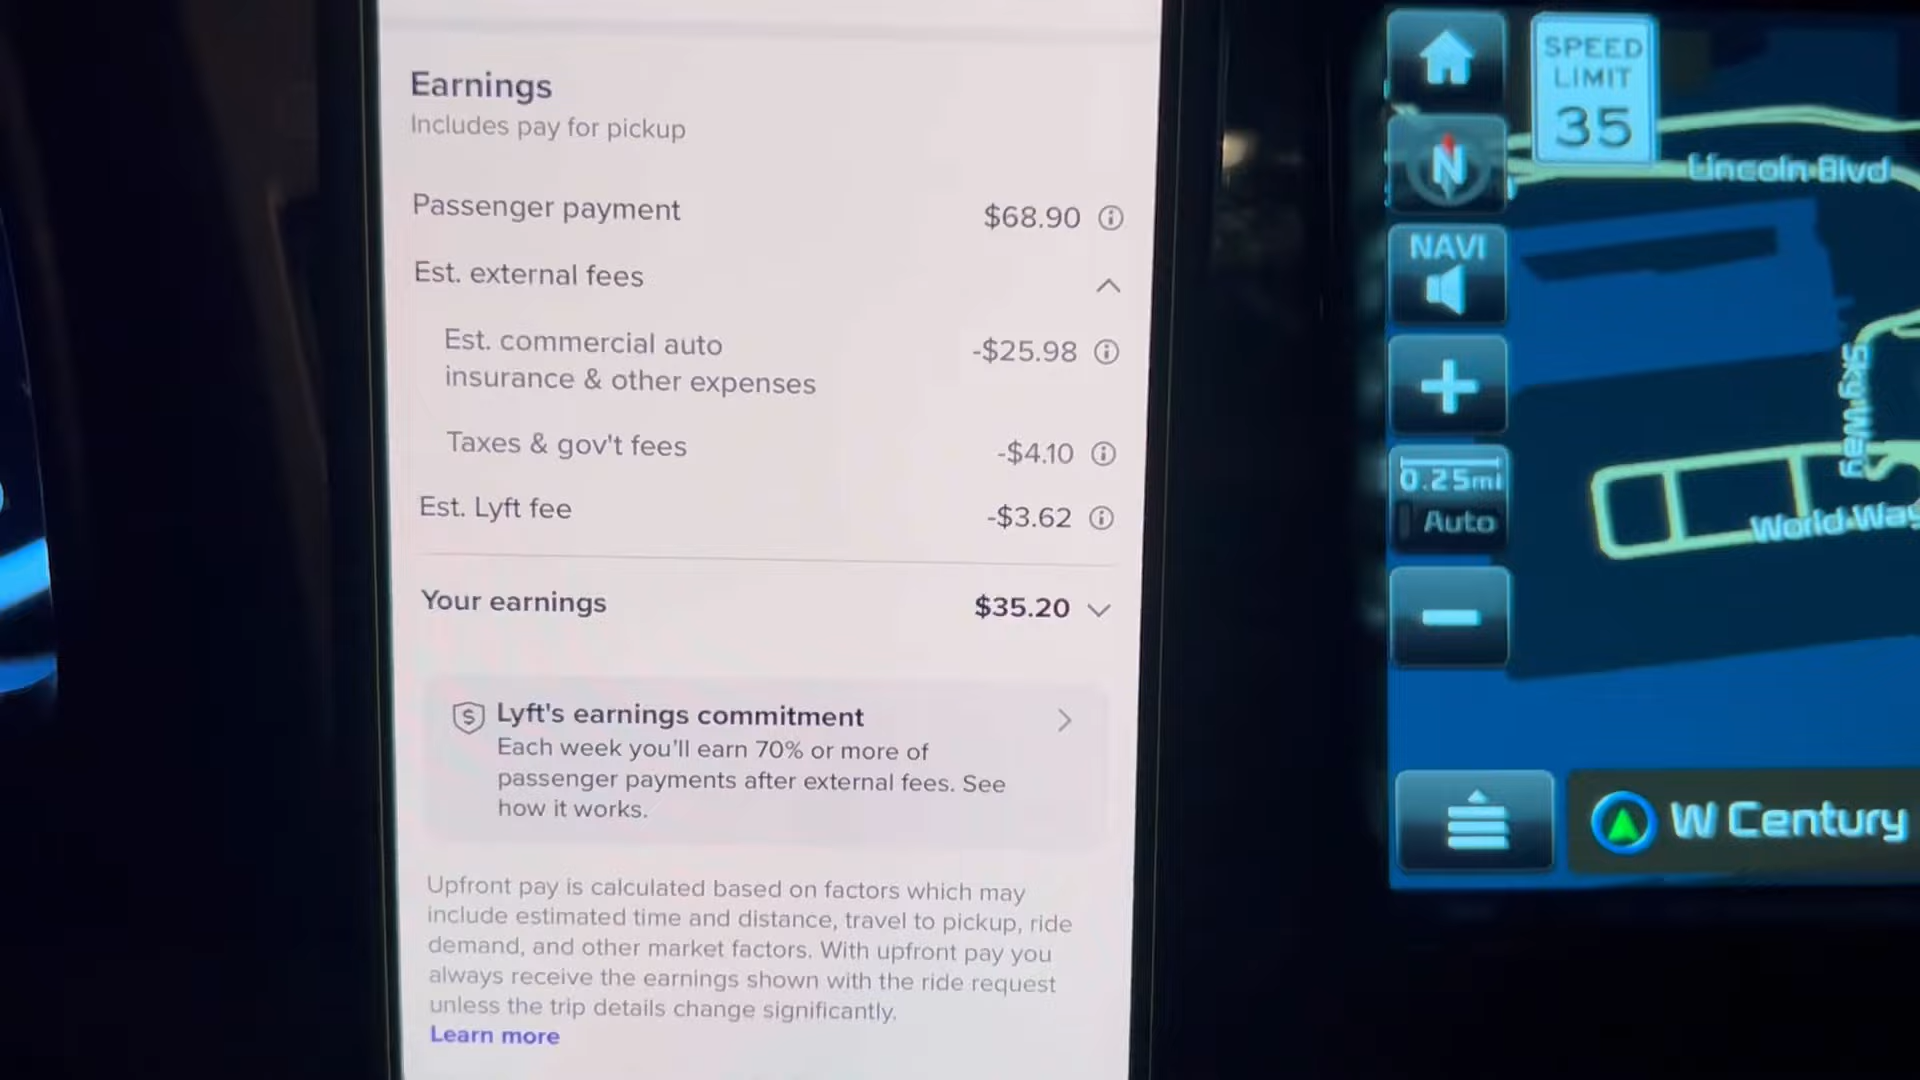 Earnings
Includes pay for pickup
Passenger payment $68.90
Est. external fees
Est. commercial auto
insurance & other expenses -$25.98
Taxes & gov't fees -$4.10
Est. Lyft fee -$3.62
Your earnings $35.20
Lyft's earnings commitment
Each week you'll earn 70% or more of
passenger payments after external fees. See
how it works.
Upfront pay is calculated based on factors which may
include estimated time and distance, travel to pickup, ride
demand, and other market factors. With upfront pay you
always receive the earnings shown with the ride request
unless the trip details change significantly.
Learn more
SPEED
LIMIT
35
N
Lincoln Blvd
NAVI
Sky Way
0.25mi
Auto
World Way
W Century